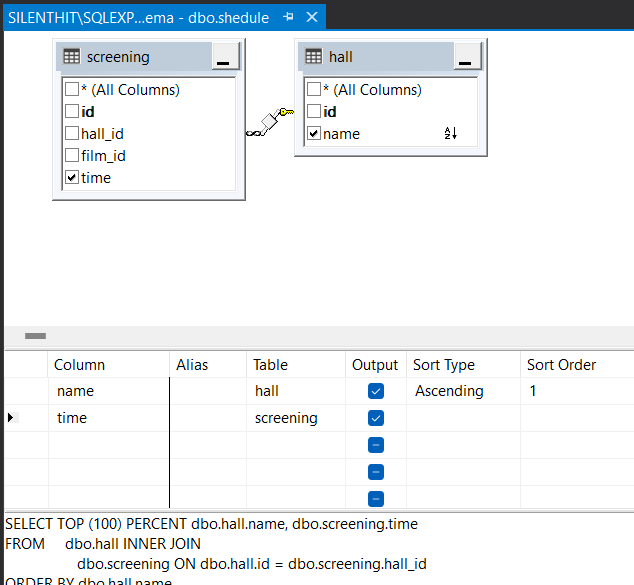 SILENTHIT\SQLEXP...ema - dbo.shedule
screening
* (All Columns)
id
hall_id
film_id
time
hall
* (All Columns)
id
name
Column Alias Table Output Sort Type Sort Order
name hall Ascending 1
time screening
SELECT TOP (100) PERCENT dbo.hall.name, dbo.screening.time
FROM dbo.hall INNER JOIN
dbo.screening ON dbo.hall.id = dbo.screening.hall_id
ORDER BY dbo.hall.name